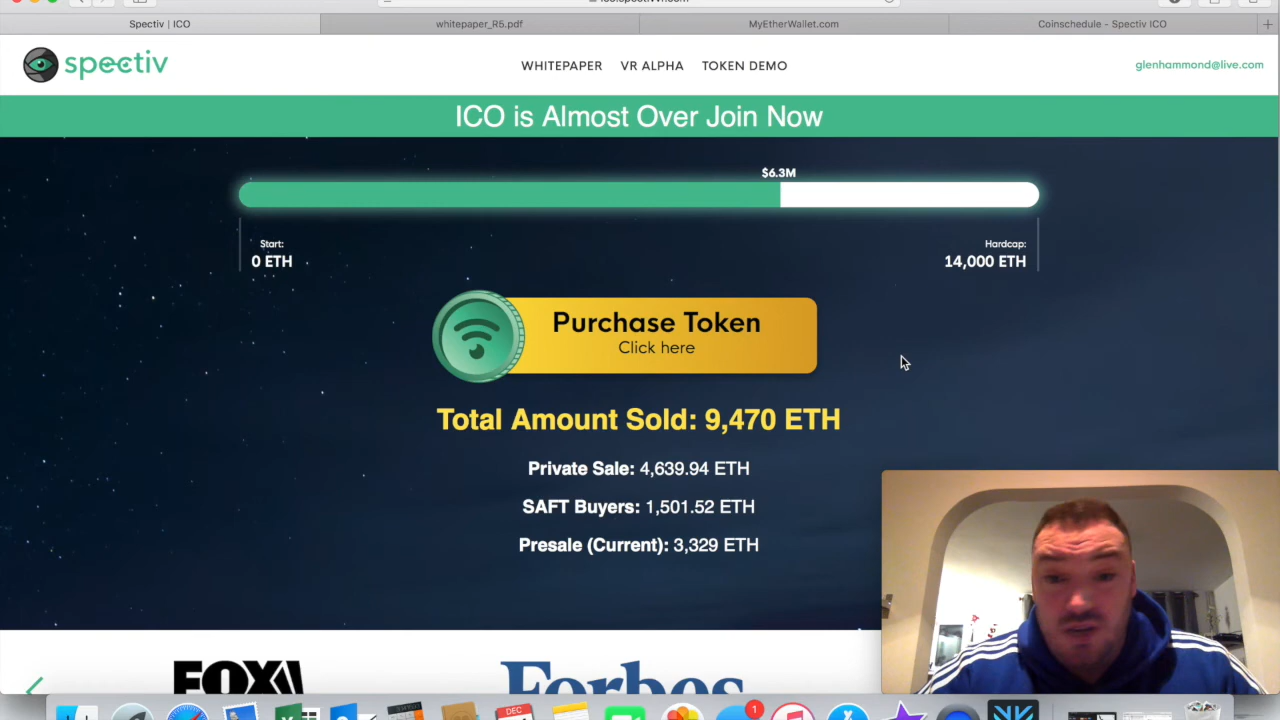 Spectiv | ICO
whitepaper_R5.pdf
MyEtherWallet.com
Coinschedule - Spectiv ICO
spectiv
WHITEPAPER
VR ALPHA
TOKEN DEMO
glenhammond@live.com
ICO is Almost Over Join Now
$6.3M
Start:
0 ETH
Hardcap:
14,000 ETH
Purchase Token
Click here
Total Amount Sold: 9,470 ETH
Private Sale: 4,639.94 ETH
SAFT Buyers: 1,501.52 ETH
Presale (Current): 3,329 ETH
FOX
Forbes
DEC
1